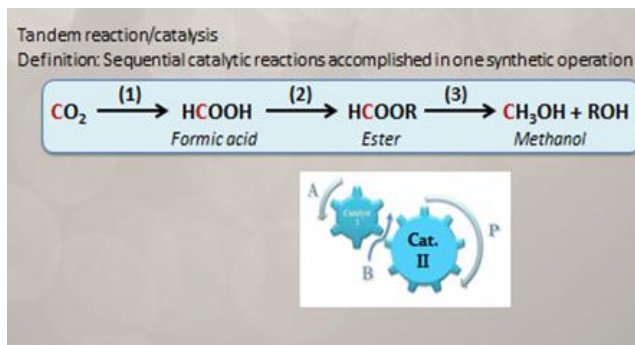 Tandem reaction/catalysis
Definition: Sequential catalytic reactions accomplished in one synthetic operation
(1) (2) (3)
CO₂ HCOOH HCOOR CH₃OH + ROH
Formic acid Ester Methanol
A
Catalyst
I
Cat.
II
P
B